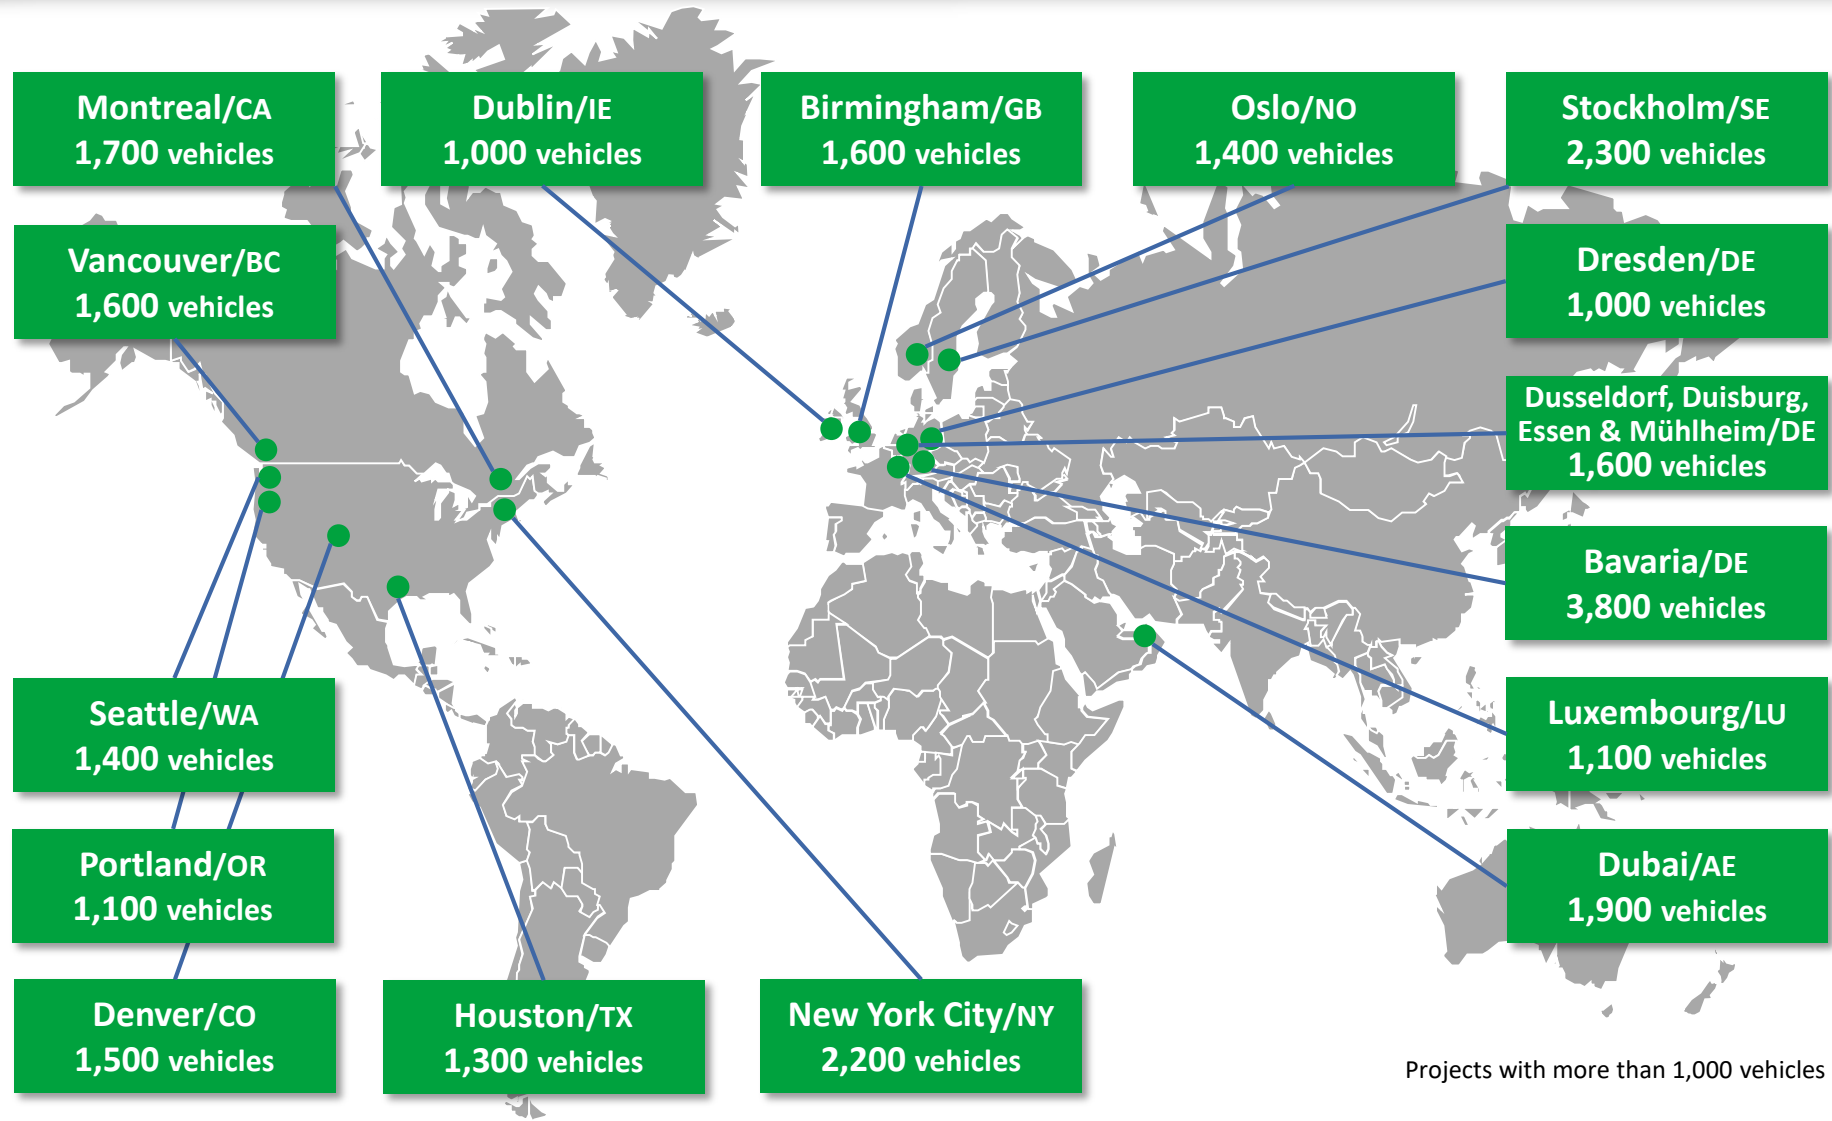 Montreal/CA
1,700 vehicles
Dublin/IE
1,000 vehicles
Birmingham/GB
1,600 vehicles
Oslo/NO
1,400 vehicles
Stockholm/SE
2,300 vehicles
Vancouver/BC
1,600 vehicles
Dresden/DE
1,000 vehicles
Dusseldorf, Duisburg,
Essen & Mühlheim/DE
1,600 vehicles
Bavaria/DE
3,800 vehicles
Seattle/WA
1,400 vehicles
Luxembourg/LU
1,100 vehicles
Portland/OR
1,100 vehicles
Dubai/AE
1,900 vehicles
Denver/CO
1,500 vehicles
Houston/TX
1,300 vehicles
New York City/NY
2,200 vehicles
Projects with more than 1,000 vehicles